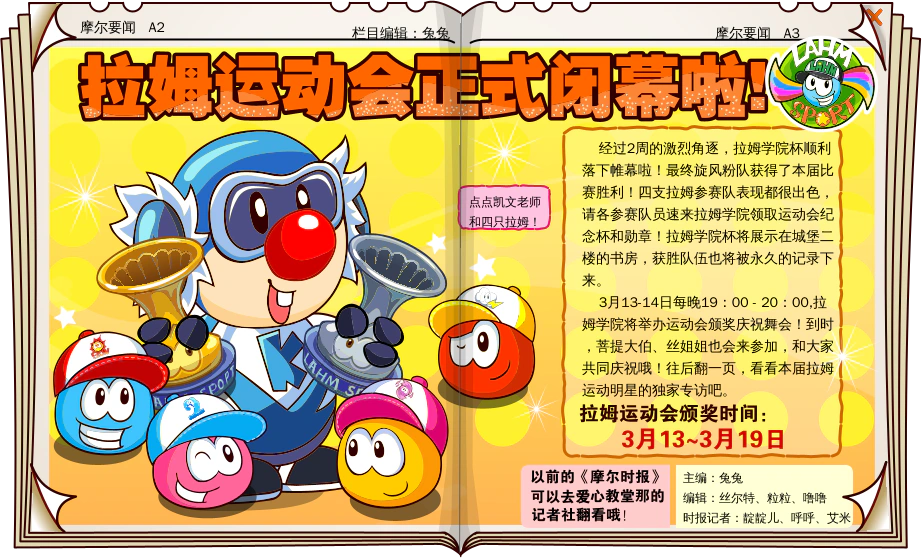 摩尔要闻 A2
栏目编辑：兔兔
摩尔要闻 A3
拉姆运动会正式闭幕啦!
LAHM
LAHM
SPORT
点点凯文老师
和四只拉姆！
经过2周的激烈角逐，拉姆学院杯顺利
落下帷幕啦！最终旋风粉队获得了本届比
赛胜利！四支拉姆参赛队表现都很出色，
请各参赛队员速来拉姆学院领取运动会纪
念杯和勋章！拉姆学院杯将展示在城堡二
楼的书房，获胜队伍也将被永久的记录下
来。
3月13-14日每晚19：00 - 20：00,拉
姆学院将举办运动会颁奖庆祝舞会！到时
，菩提大伯、丝姐姐也会来参加，和大家
共同庆祝哦！往后翻一页，看看本届拉姆
运动明星的独家专访吧。
拉姆运动会颁奖时间：
3月13~3月19日
LAHM S
SPORT
2
以前的《摩尔时报》
可以去爱心教堂那的
记者社翻看哦！
主编：兔兔
编辑：丝尔特、粒粒、噜噜
时报记者：靛靛儿、呼呼、艾米